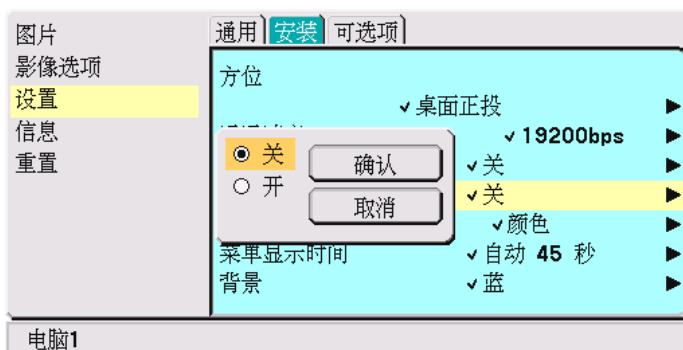 图片
影像选项
设置
信息
重置
通用 安装 可选项
方位
桌面正投
19200bps
关
关
颜色
菜单显示时间 自动 45 秒
背景 蓝
关
开
确认
取消
电脑1